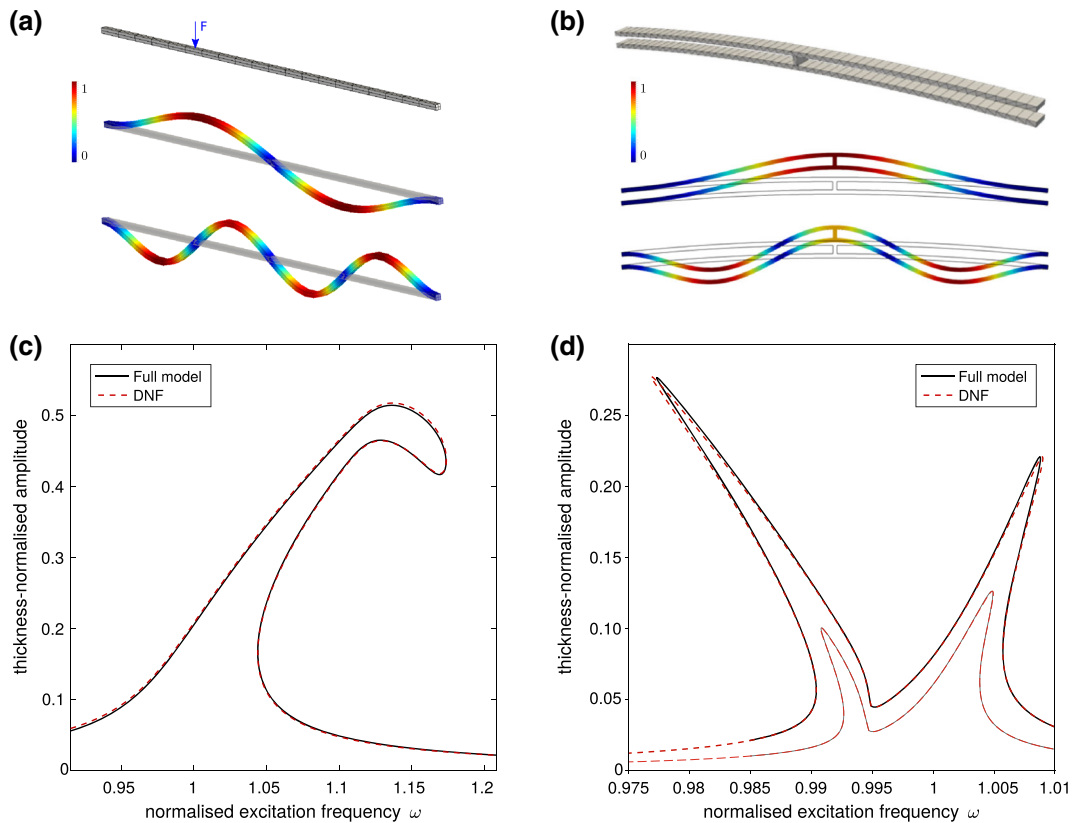 (a)
F
1
0
(b)
1
0
(c)
Full model
DNF
thickness-normalised amplitude
0.5
0.4
0.3
0.2
0.1
0
0.95
1
1.05
1.1
1.15
1.2
normalised excitation frequency ω
(d)
Full model
DNF
thickness-normalised amplitude
0.25
0.20
0.15
0.10
0.05
0
0.975
0.98
0.985
0.99
0.995
1
1.005
1.01
normalised excitation frequency ω